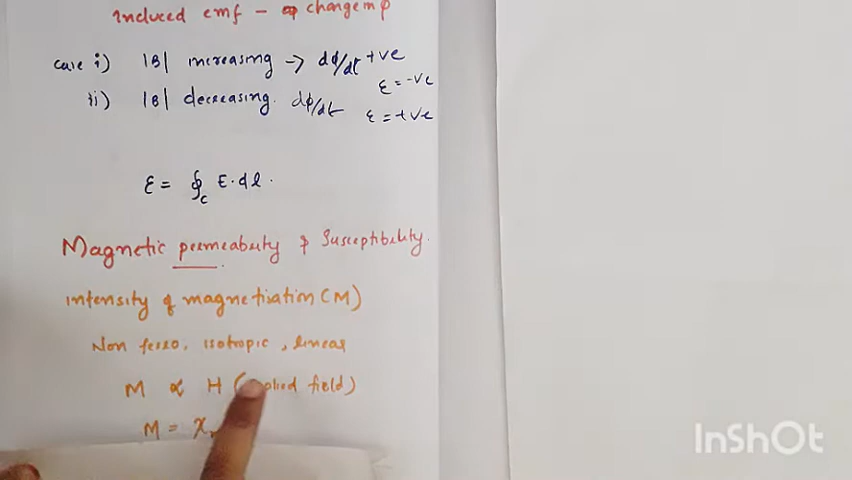 Induced emf - change in φ
case i) |B| increasing -> dφ/dt +ve
ε = -ve
ii) |B| decreasing. dφ/dt
ε = +ve
ε = ∮c E·dl.
Magnetic permeability & Susceptibility.
intensity of magnetisation (M)
Non ferro, isotropic, linear
M ∝ H (applied field)
M = χ
InShOt